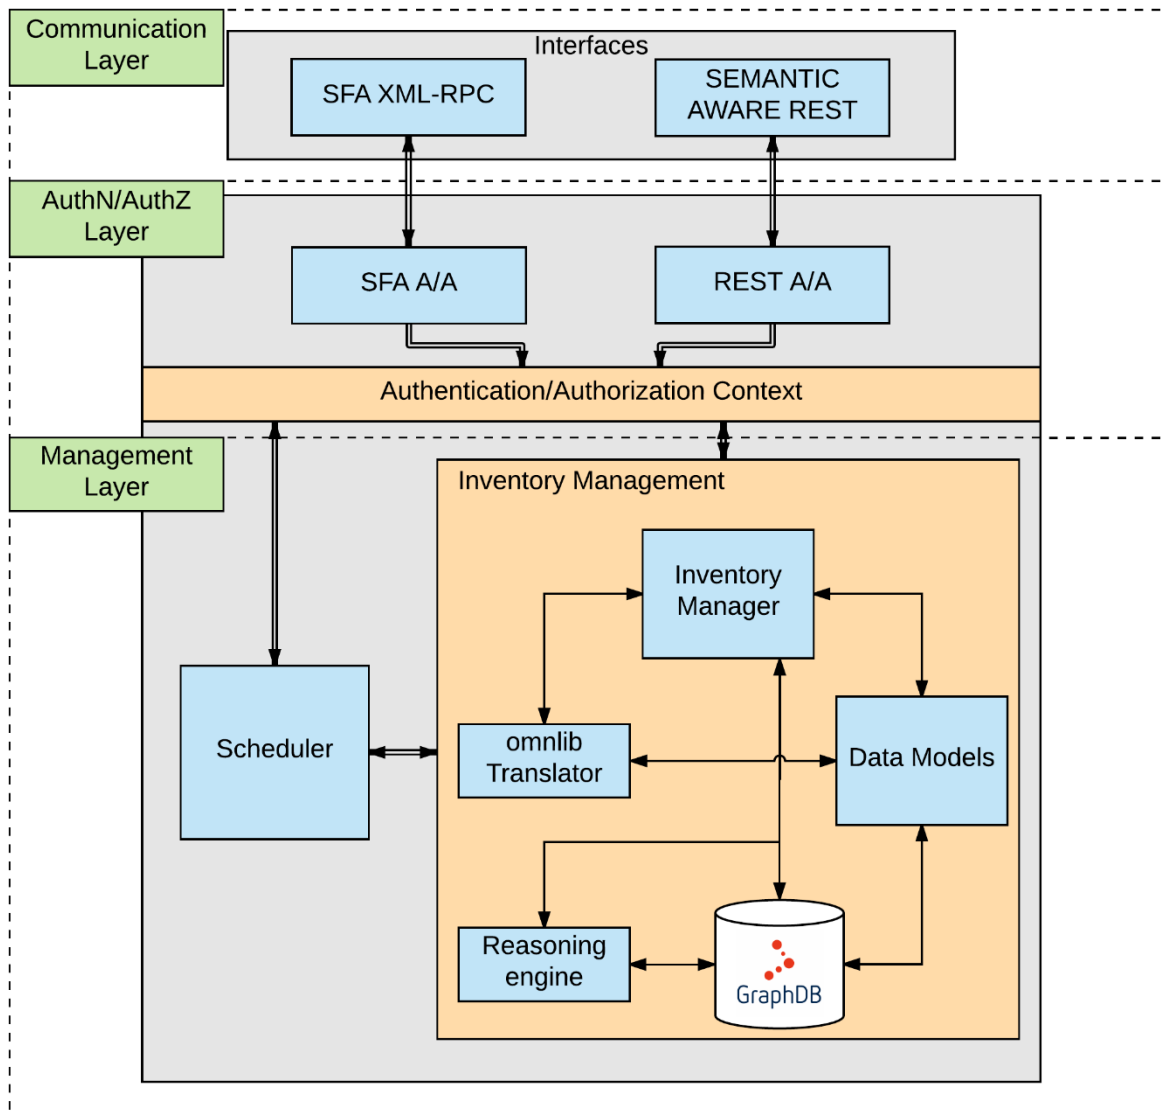 Communication
Layer
Interfaces
SFA XML-RPC
SEMANTIC
AWARE REST
AuthN/AuthZ
Layer
SFA A/A
REST A/A
Authentication/Authorization Context
Management
Layer
Inventory Management
Inventory
Manager
Scheduler
omnlib
Translator
Data Models
Reasoning
engine
GraphDB